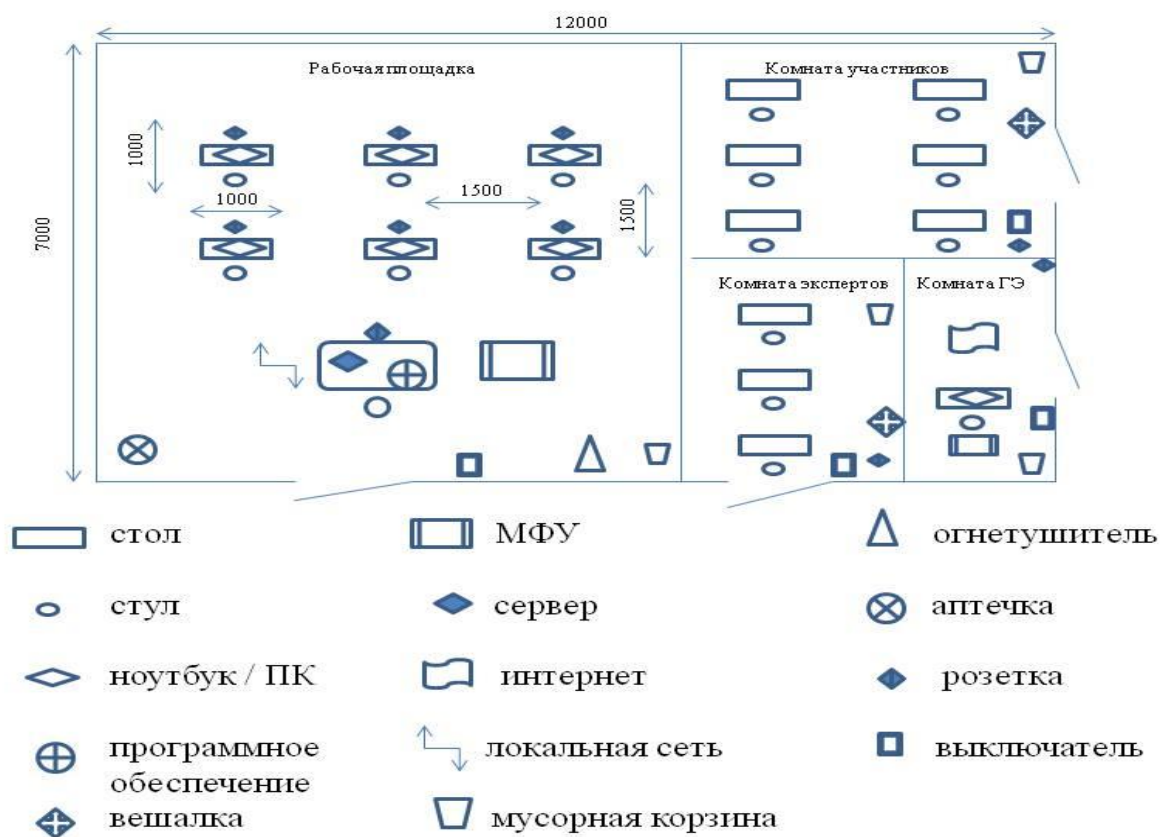 12000
Рабочая площадка
Комната участников
1000
1000
1500
1500
7000
Комната экспертов
Комната ГЭ
стол
МФУ
огнетушитель
стул
сервер
аптечка
ноутбук / ПК
интернет
розетка
программное
обеспечение
локальная сеть
выключатель
вешалка
мусорная корзина